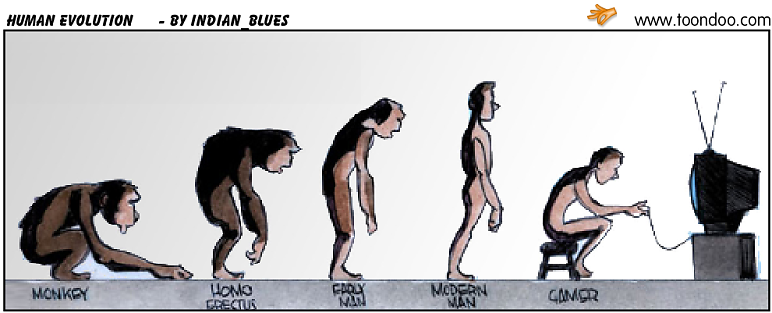 HUMAN EVOLUTION - BY INDIAN_BLUES
www.toondoo.com
MONKEY
HOMO
ERECTUS
EARLY
MAN
MODERN
MAN
GAMER